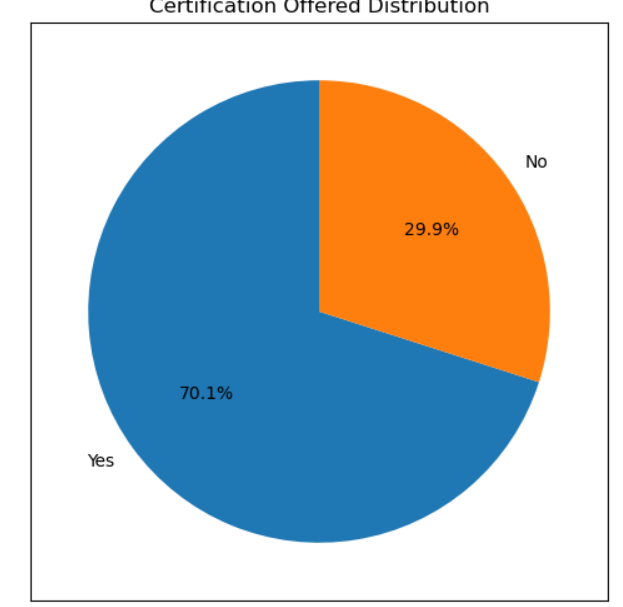 Certification Offered Distribution
No
29.9%
70.1%
Yes